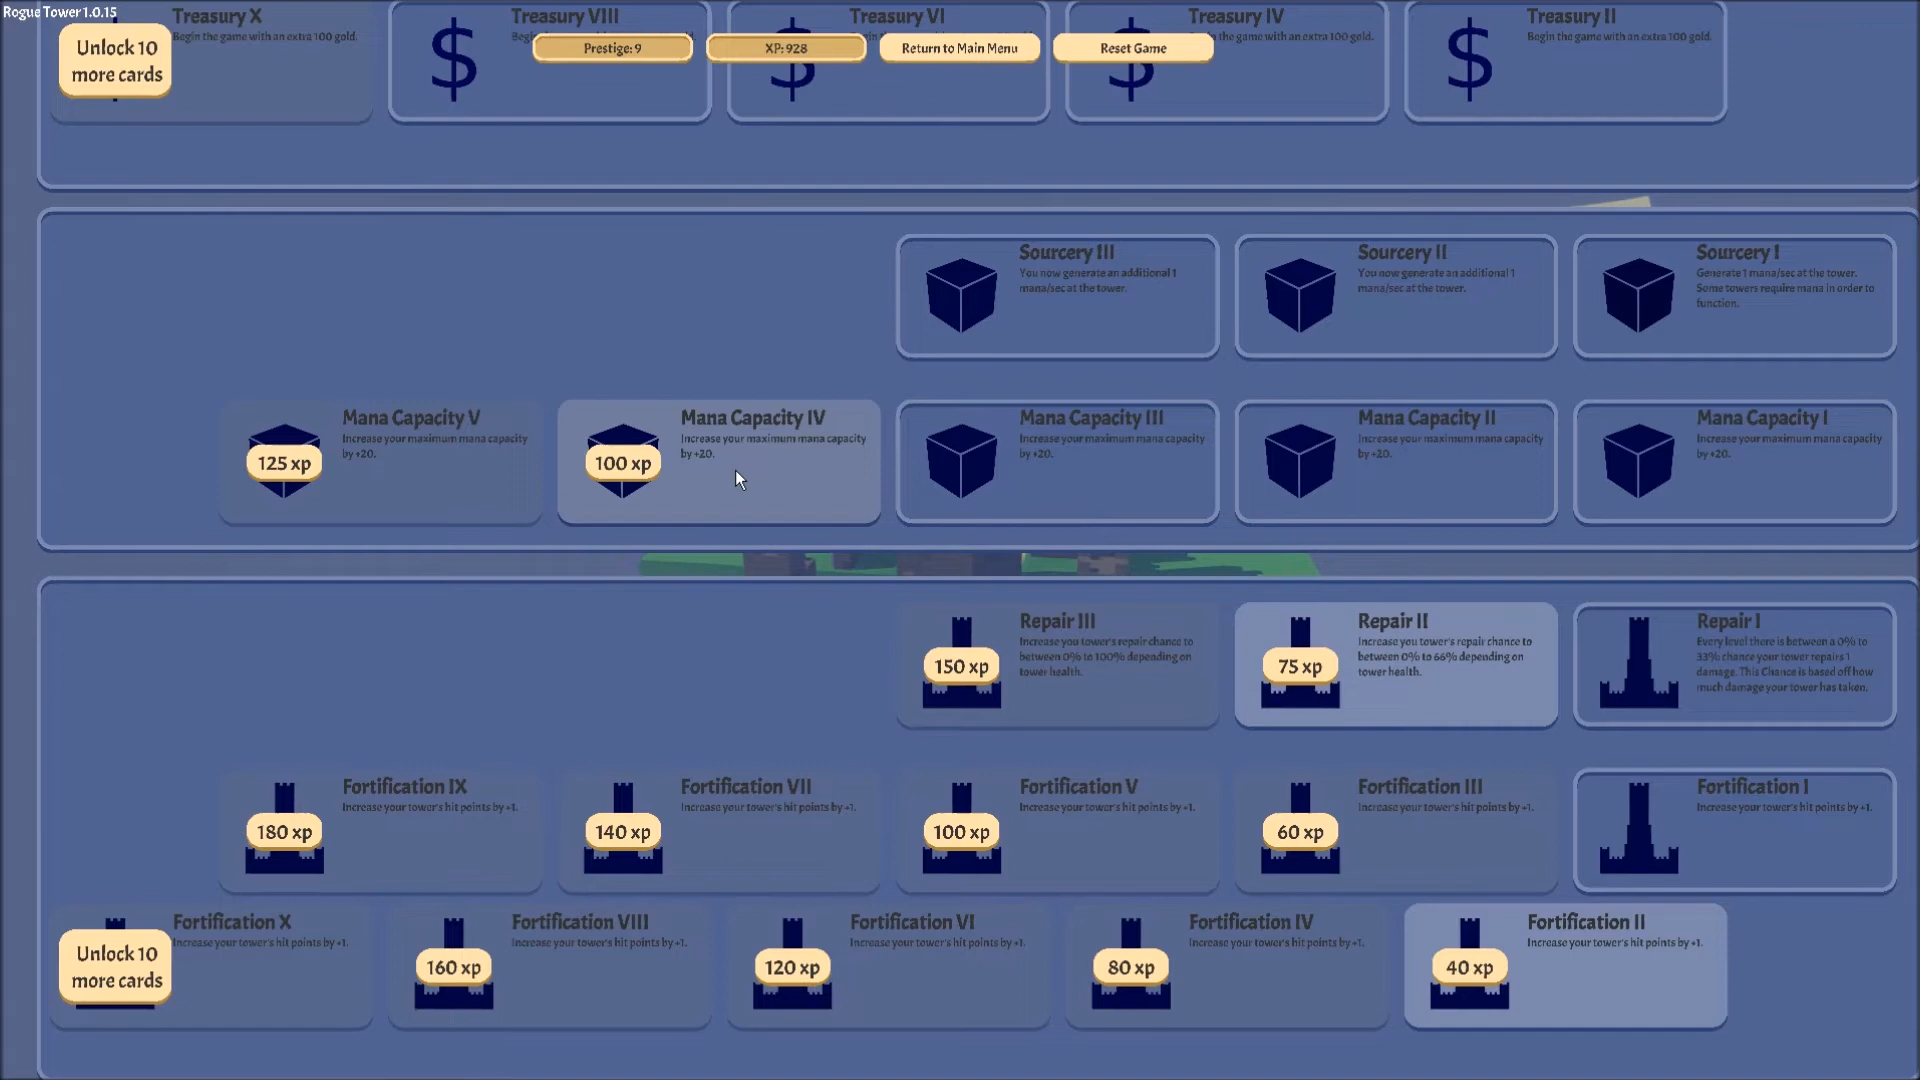 Rogue Tower 1.0.15
Treasury X
Begin the game with an extra 100 gold.
Unlock 10
more cards
Treasury VIII
Treasury VI
Treasury IV
the game with an extra 100 gold.
Treasury II
Begin the game with an extra 100 gold.
Prestige: 9
XP: 928
Return to Main Menu
Reset Game
Sourcery III
You now generate an additional 1
mana/sec at the tower.
Sourcery II
You now generate an additional 1
mana/sec at the tower.
Sourcery I
Generate 1 mana/sec at the tower.
Some towers require mana in order to
function.
Mana Capacity V
Increase your maximum mana capacity
by +20.
125 xp
Mana Capacity IV
Increase your maximum mana capacity
by +20.
100 xp
Mana Capacity III
Increase your maximum mana capacity
by +20.
Mana Capacity II
Increase your maximum mana capacity
by +20.
Mana Capacity I
Increase your maximum mana capacity
by +20.
Repair III
Increase you tower's repair chance to
between 0% to 100% depending on
tower health.
150 xp
Repair II
Increase you tower's repair chance to
between 0% to 66% depending on
tower health.
75 xp
Repair I
Every level there is between a 0% to
33% chance your tower repairs 1
damage. This Chance is based off how
much damage your tower has taken.
Fortification IX
Increase your tower's hit points by +1.
180 xp
Fortification VII
Increase your tower's hit points by +1.
140 xp
Fortification V
Increase your tower's hit points by +1.
100 xp
Fortification III
Increase your tower's hit points by +1.
60 xp
Fortification I
Increase your tower's hit points by +1.
Fortification X
Increase your tower's hit points by +1.
Unlock 10
more cards
Fortification VIII
Increase your tower's hit points by +1.
160 xp
Fortification VI
Increase your tower's hit points by +1.
120 xp
Fortification IV
Increase your tower's hit points by +1.
80 xp
Fortification II
Increase your tower's hit points by +1.
40 xp